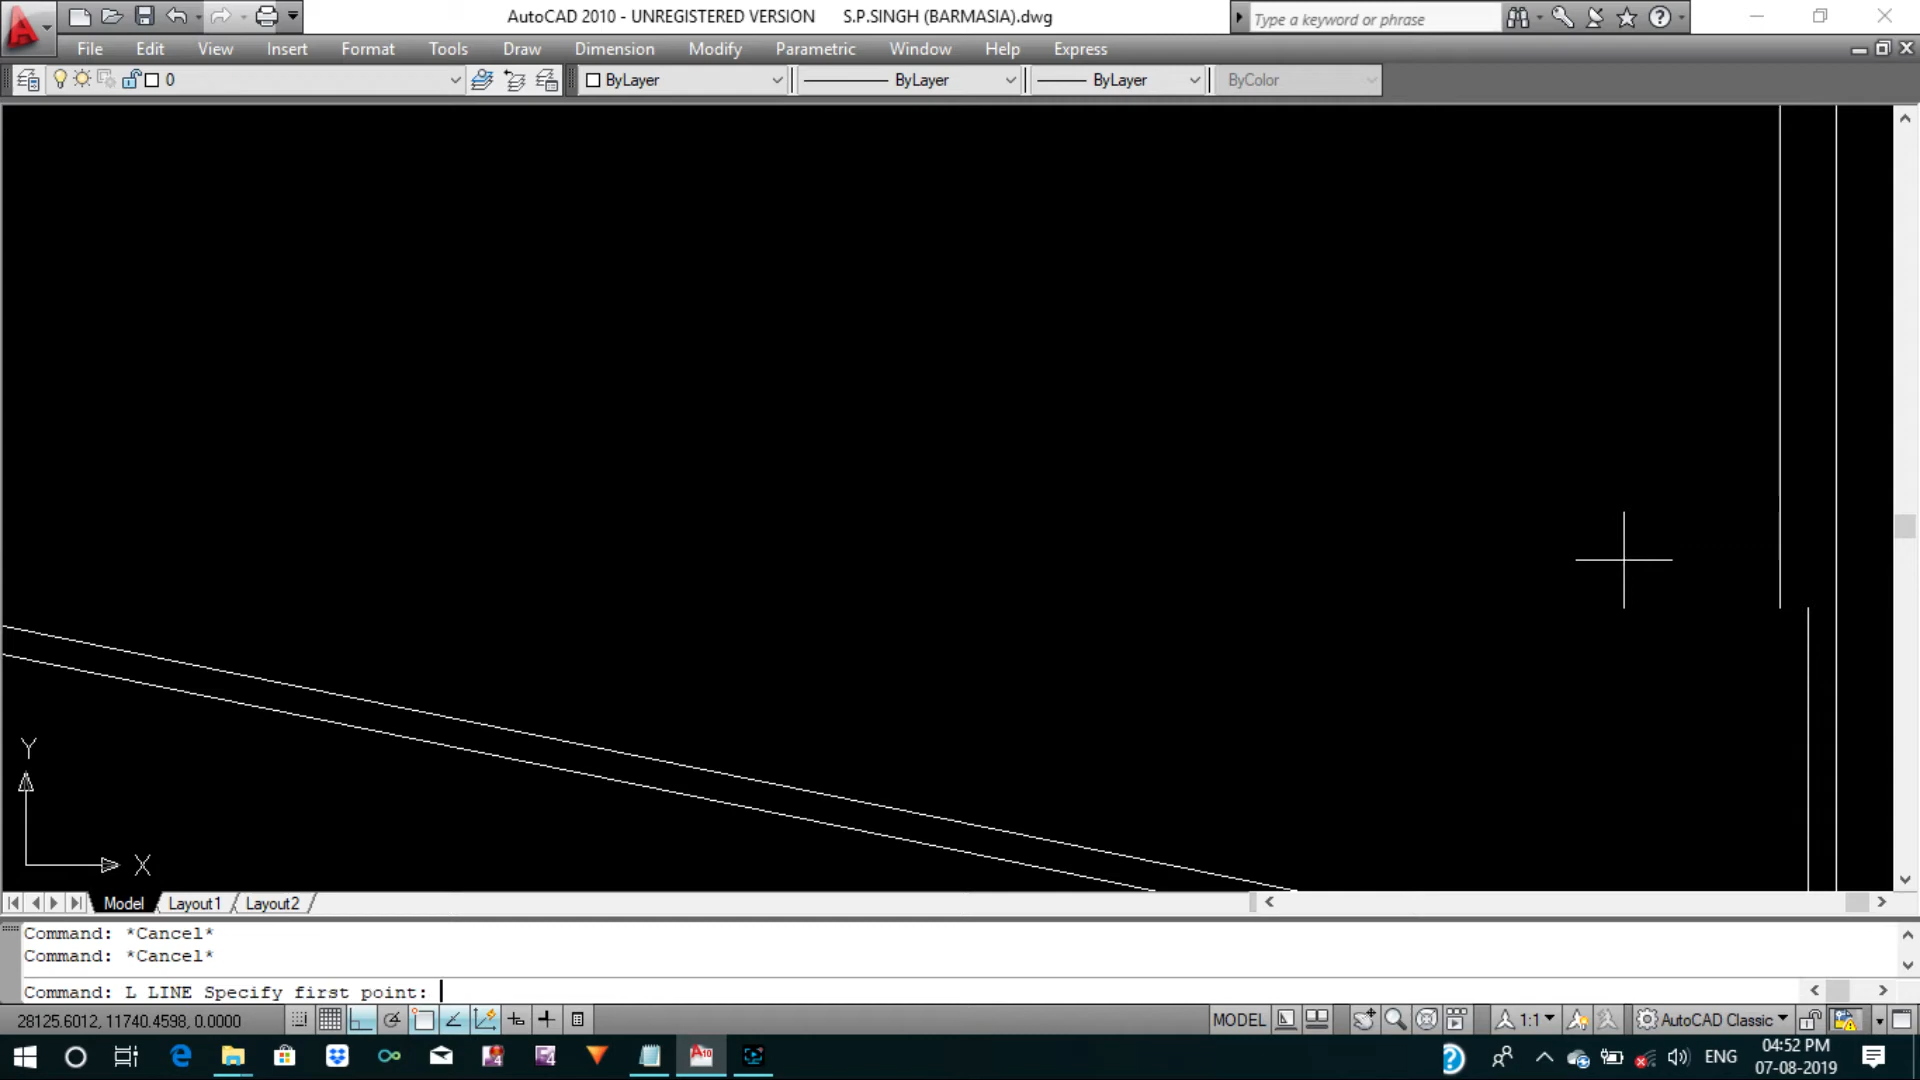 AutoCAD 2010 - UNREGISTERED VERSION S.P.SINGH (BARMASIA).dwg
Type a keyword or phrase
File Edit View Insert Format Tools Draw Dimension Modify Parametric Window Help Express
0 ByLayer ByLayer ByLayer ByColor
Y
X
Model Layout1 Layout2
Command: *Cancel*
Command: *Cancel*
Command: L LINE Specify first point:
28125.6012, 11740.4598, 0.0000 MODEL 1:1 AutoCAD Classic
ENG 04:52 PM
07-08-2019